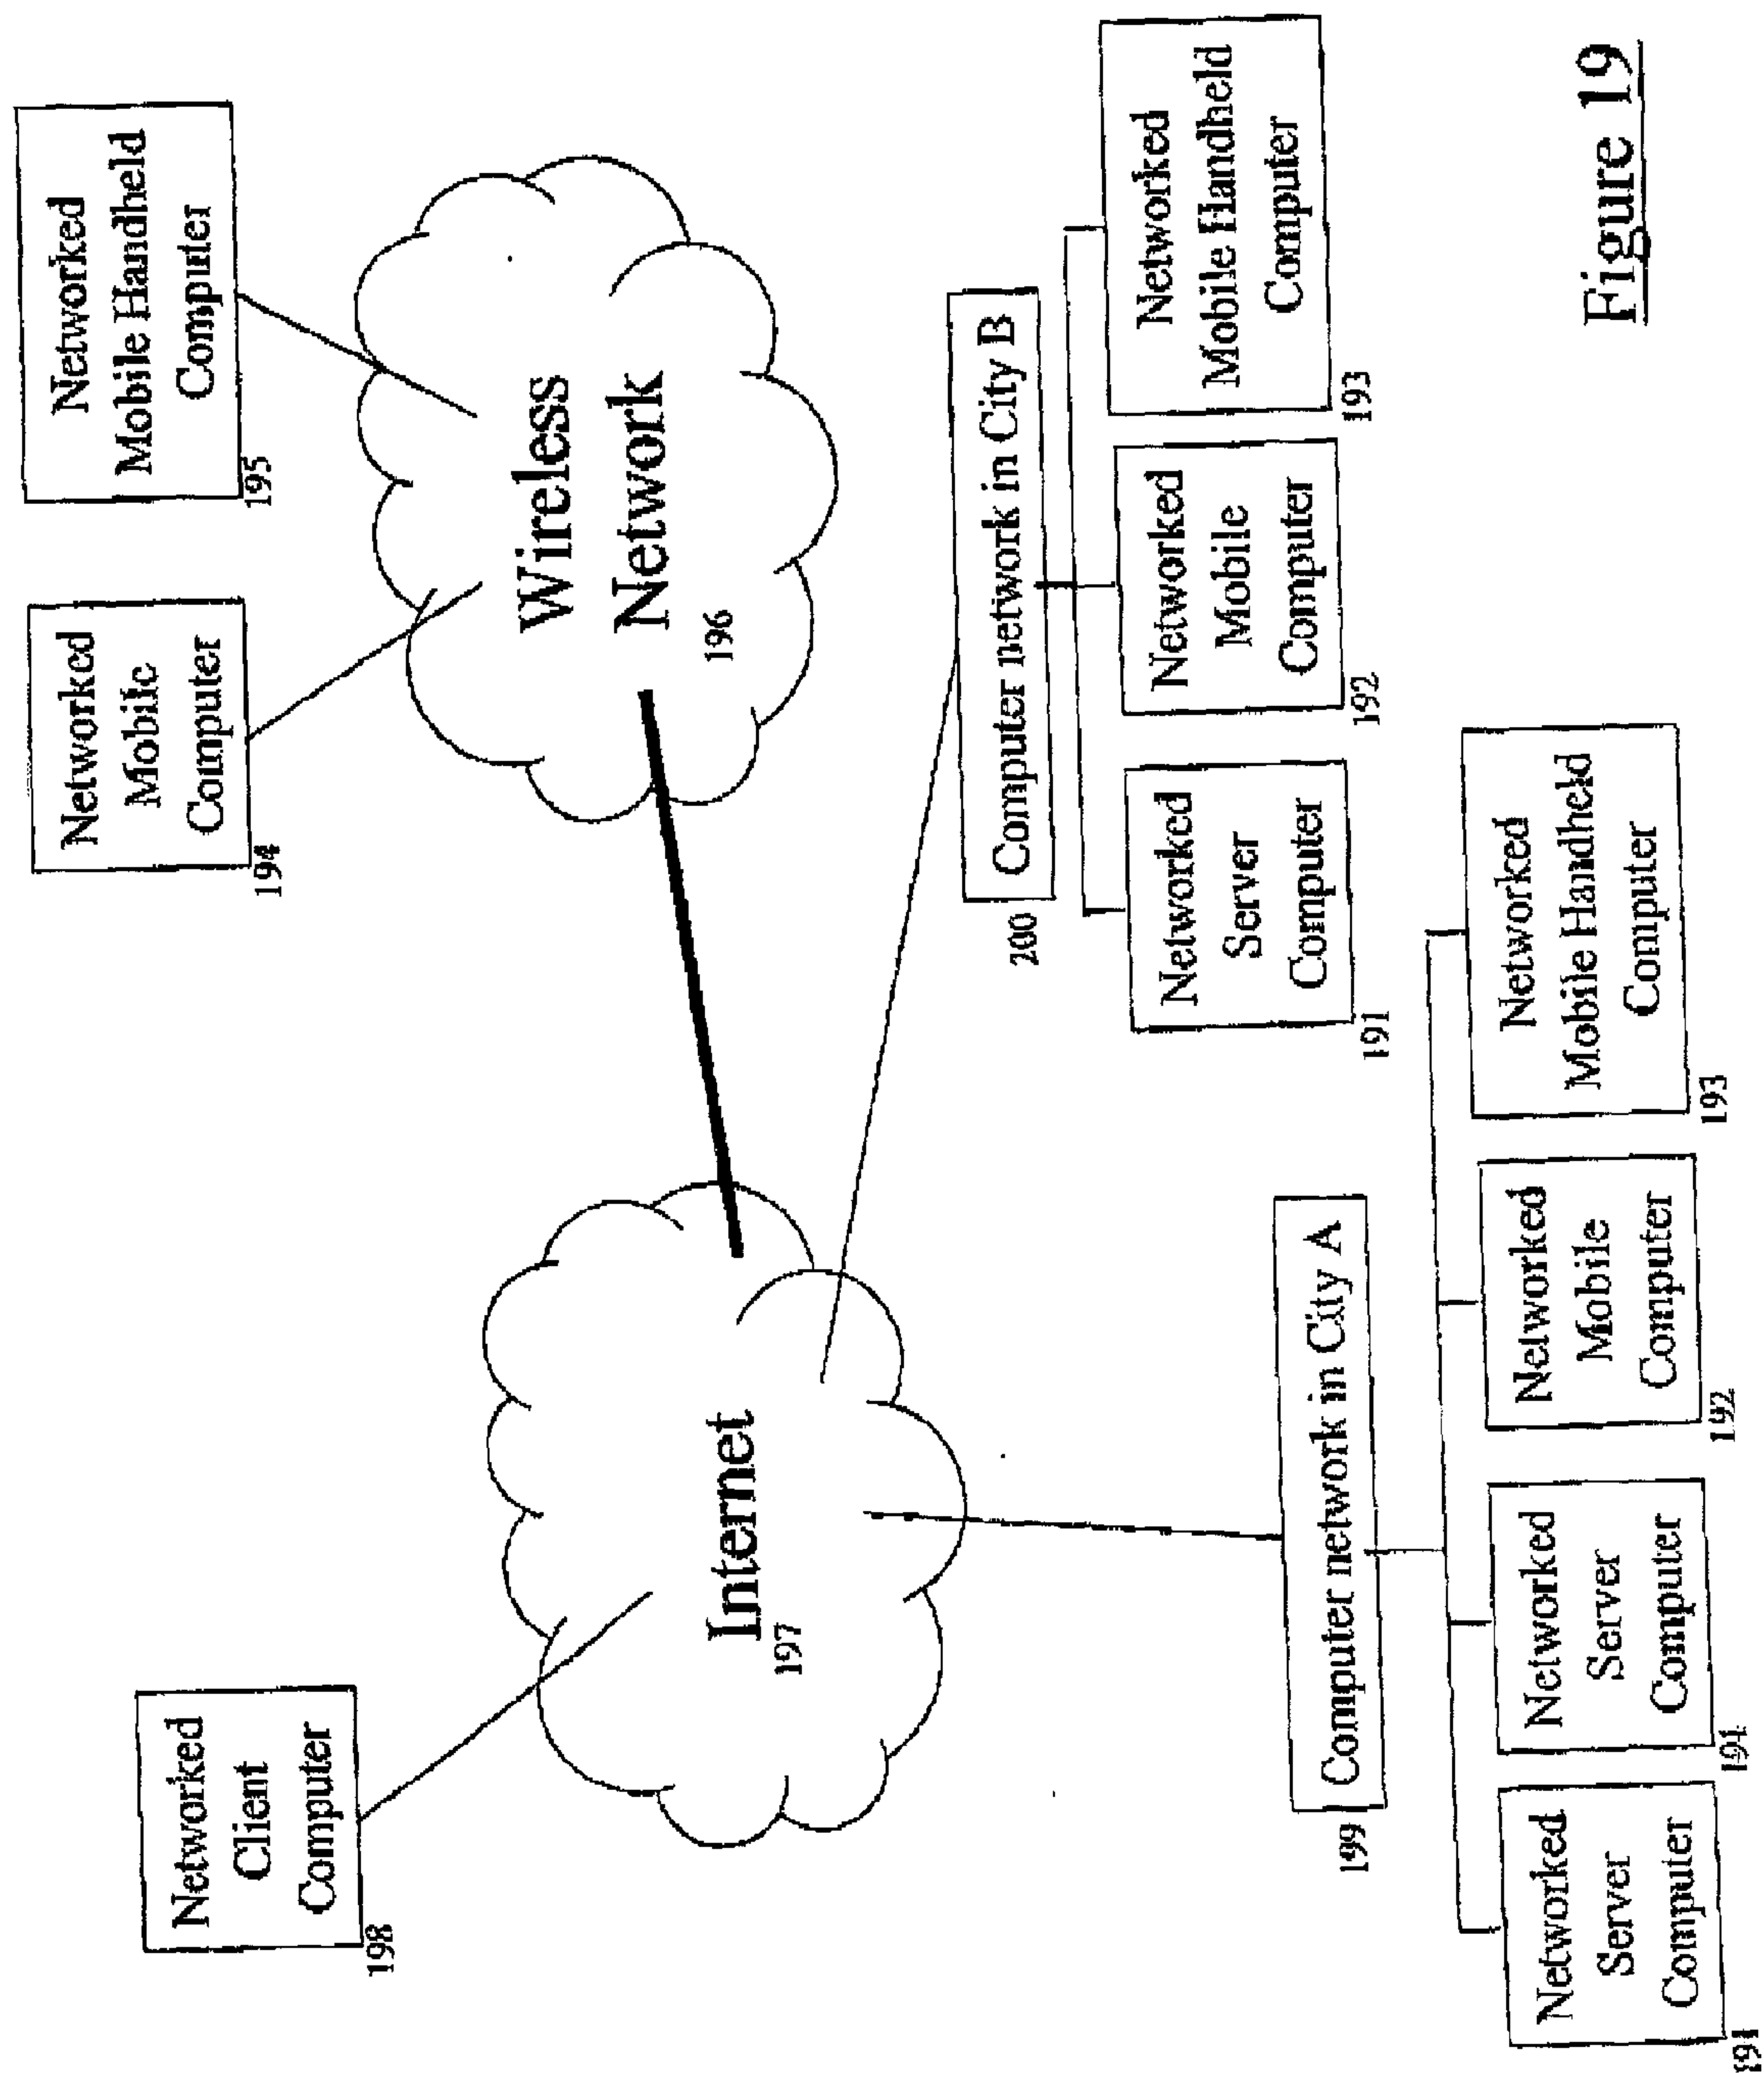 Networked
Client
Computer
198
Networked
Mobile
Computer
194
Networked
Mobile Handheld
Computer
195
Wireless
Network
196
Internet
197
Computer network in City B
200
Networked
Server
Computer
191
Networked
Mobile
Computer
192
Networked
Mobile Handheld
Computer
193
Computer network in City A
199
Networked
Server
Computer
191
Networked
Server
Computer
191
Networked
Mobile
Computer
192
Networked
Mobile Handheld
Computer
193
Figure 19